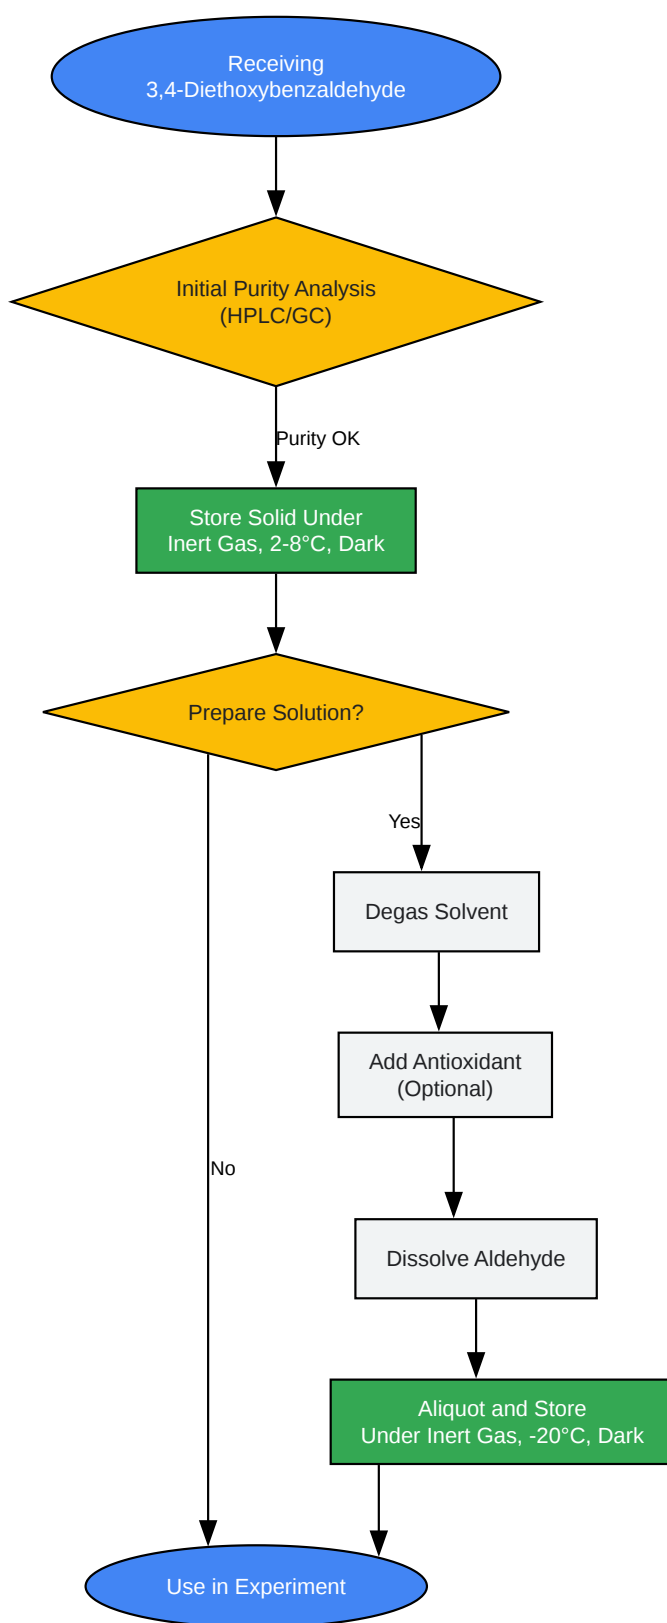 Receiving
3,4-Diethoxybenzaldehyde
Initial Purity Analysis
(HPLC/GC)
Purity OK
Store Solid Under
Inert Gas, 2-8°C, Dark
Prepare Solution?
Yes
Degas Solvent
Add Antioxidant
(Optional)
No
Dissolve Aldehyde
Aliquot and Store
Under Inert Gas, -20°C, Dark
Use in Experiment